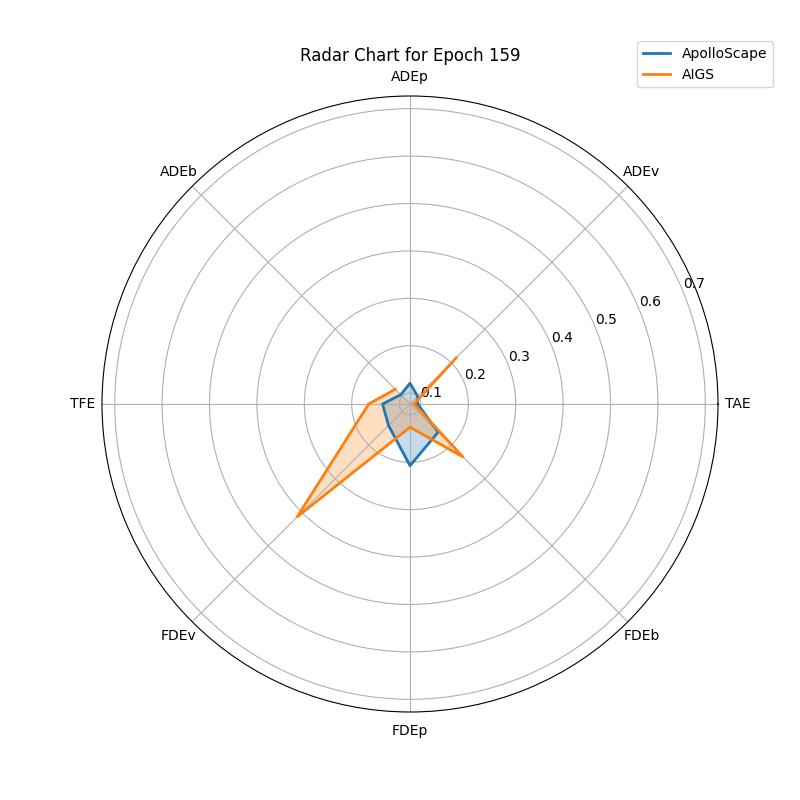 Radar Chart for Epoch 159
ApolloScape
AIGS
ADEp
ADEb
ADEv
0.7
0.6
0.5
0.4
0.3
0.2
0.1
TFE
TAE
FDEv
FDEb
FDEp